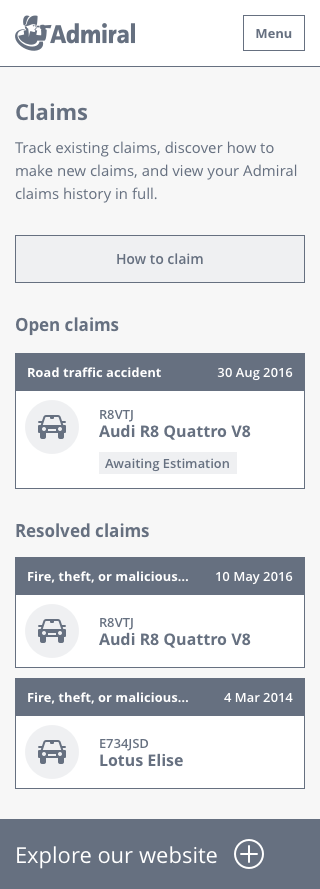 Admiral
Menu
Claims
Track existing claims, discover how to
make new claims, and view your Admiral
claims history in full.
How to claim
Open claims
Road traffic accident 30 Aug 2016
R8VTJ
Audi R8 Quattro V8
Awaiting Estimation
Resolved claims
Fire, theft, or malicious... 10 May 2016
R8VTJ
Audi R8 Quattro V8
Fire, theft, or malicious... 4 Mar 2014
E734JSD
Lotus Elise
Explore our website